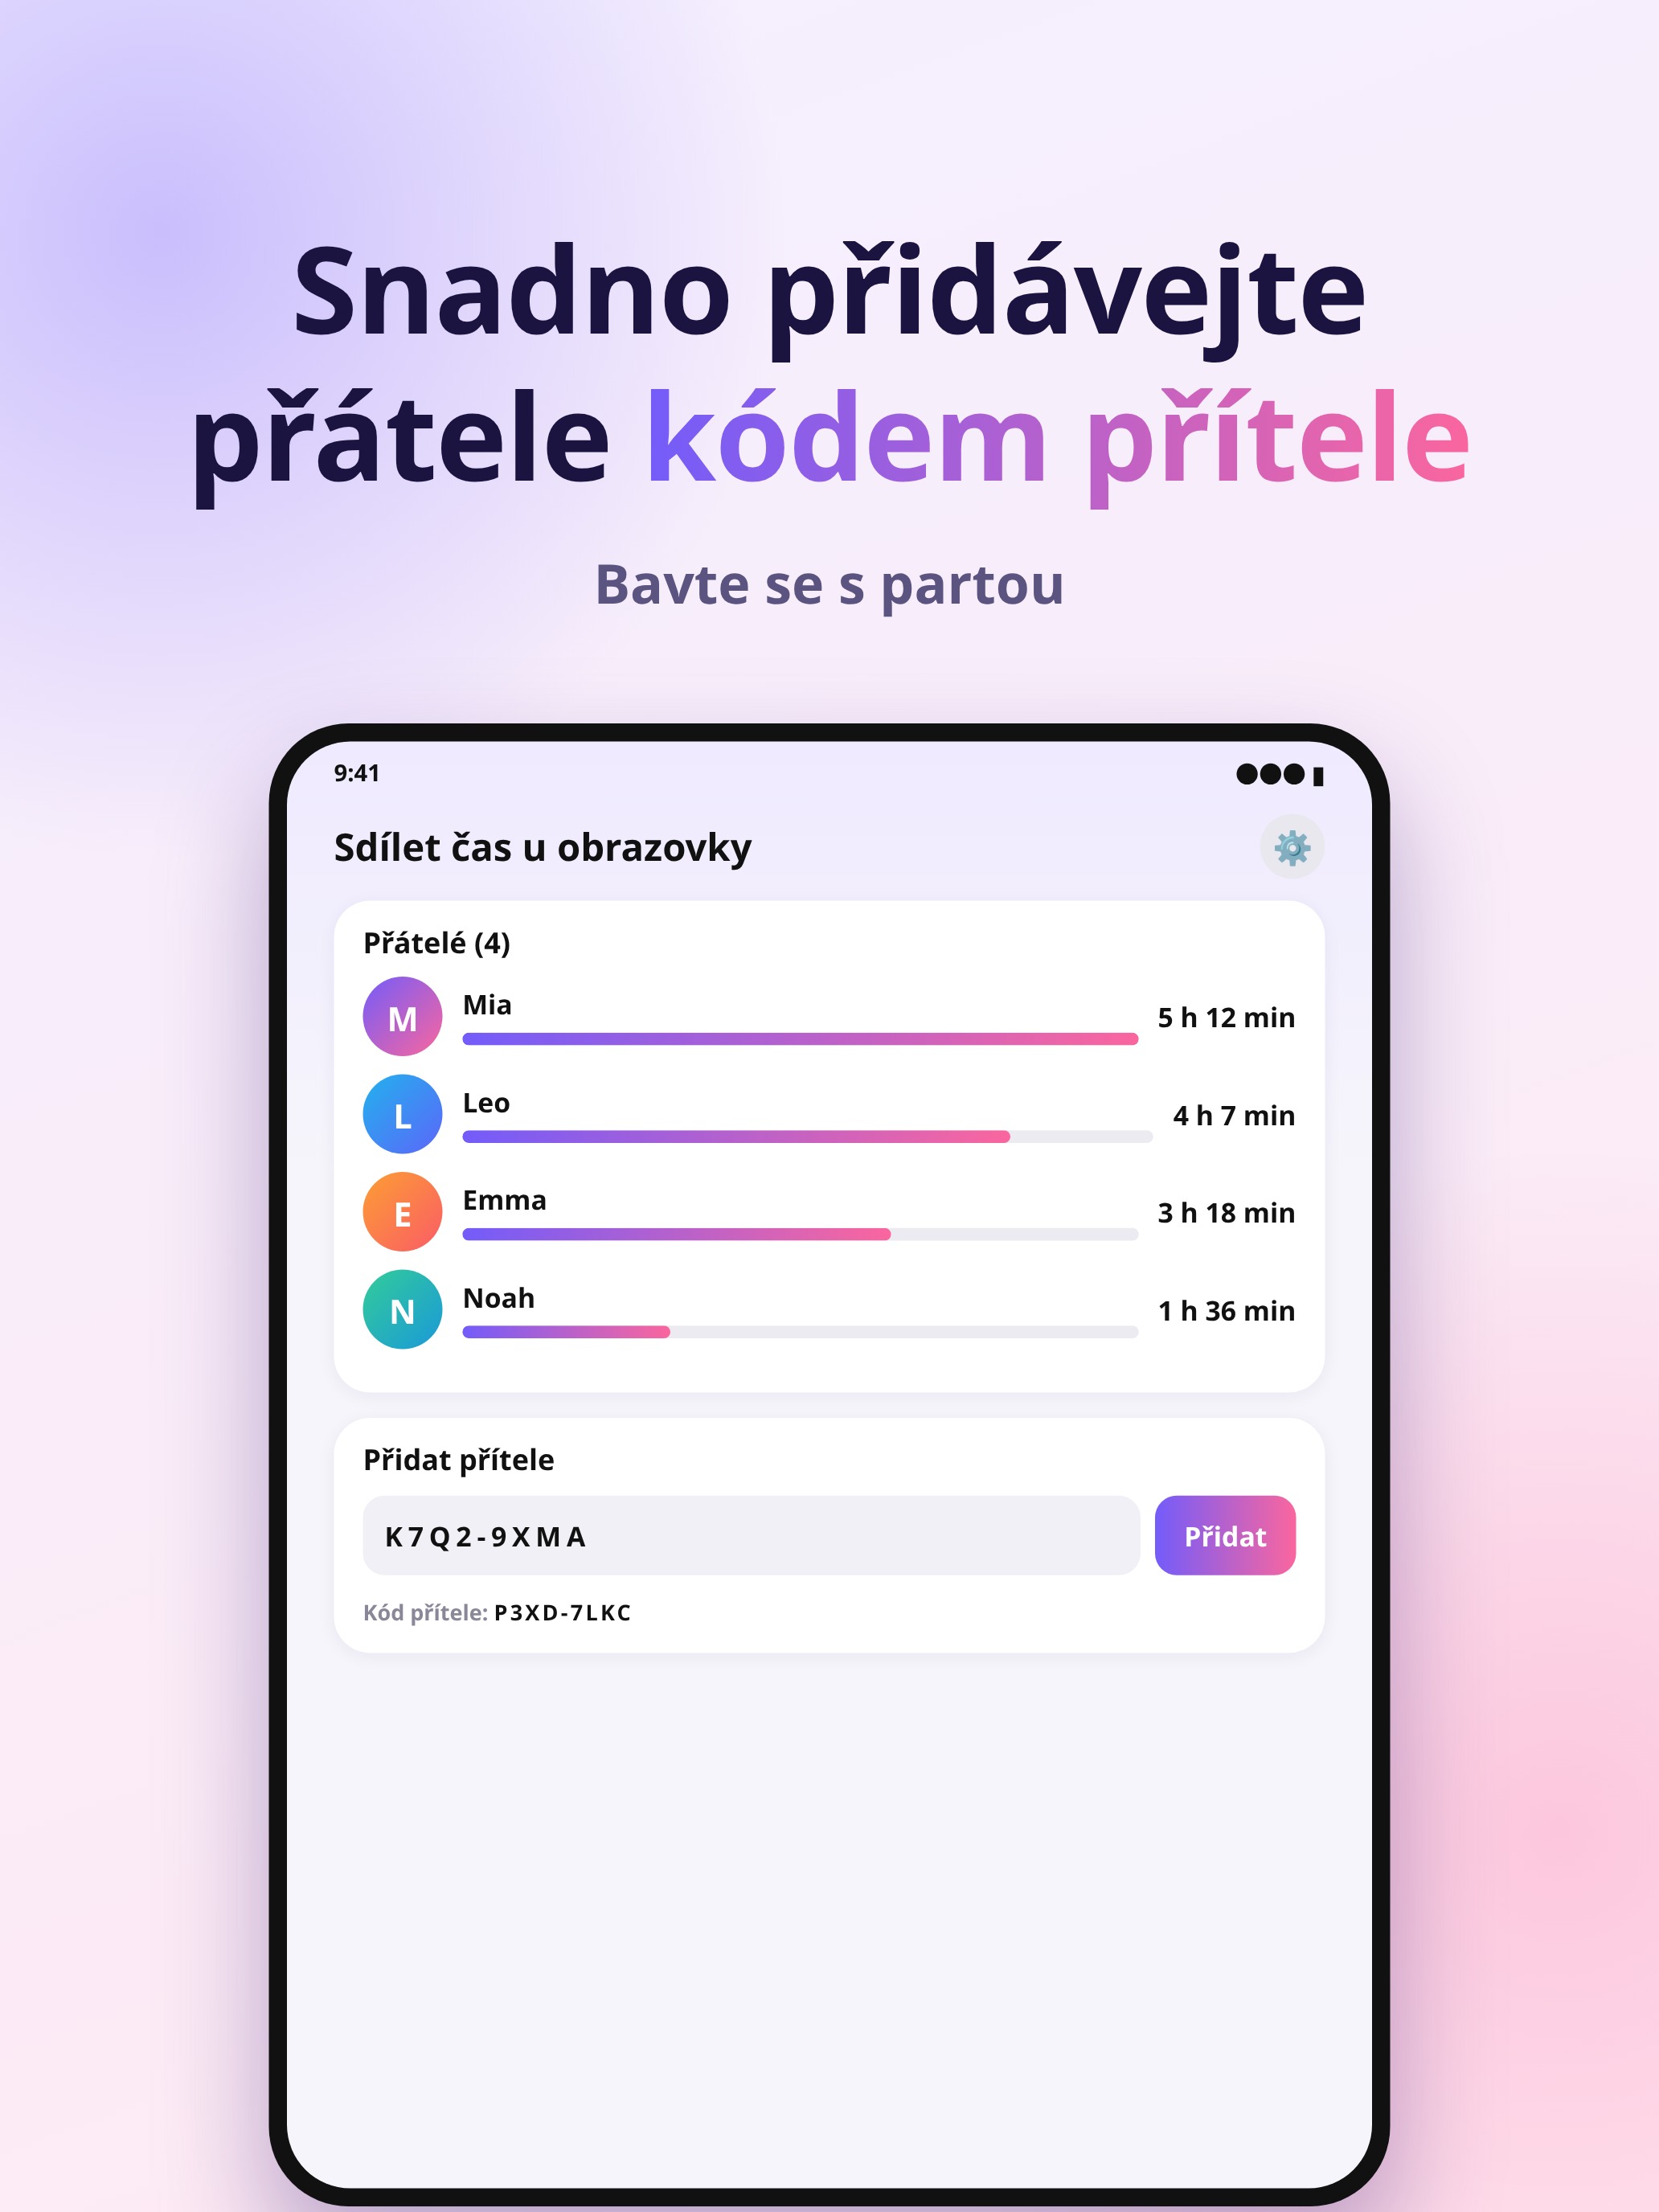 Snadno přidávejte
přátele kódem přítele
Bavte se s partou
9:41
Sdílet čas u obrazovky
Přátelé (4)
M
Mia
5 h 12 min
L
Leo
4 h 7 min
E
Emma
3 h 18 min
N
Noah
1 h 36 min
Přidat přítele
K7Q2-9XMA
Přidat
Kód přítele: P3XD-7LKC